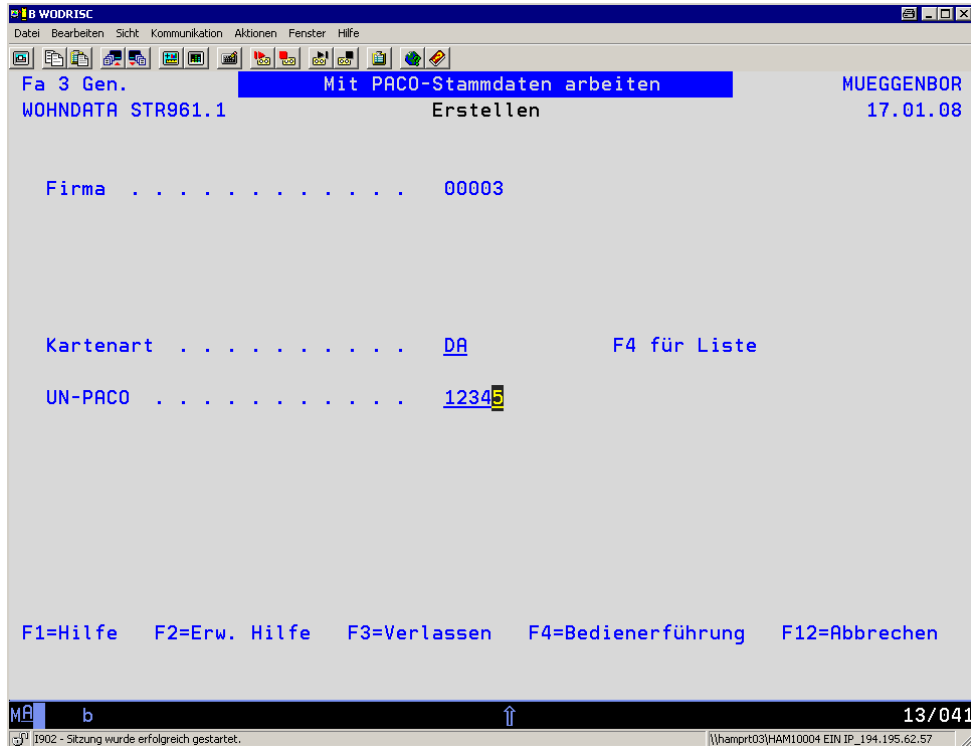 B WODRISC
Datei Bearbeiten Sicht Kommunikation Aktionen Fenster Hilfe
Fa 3 Gen. Mit PACO-Stammdaten arbeiten MUEGGENBOR
WOHNDATA STR961.1 Erstellen 17.01.08
Firma . . . . . . . . . . . . 00003
Kartenart . . . . . . . . . . DA F4 für Liste
UN-PACO . . . . . . . . . . . 12345
F1=Hilfe F2=Erw. Hilfe F3=Verlassen F4=Bedienerführung F12=Abbrechen
MA b 13/041
I902 - Sitzung wurde erfolgreich gestartet. \\hamprt03\HAM10004 EIN IP_194.195.62.57